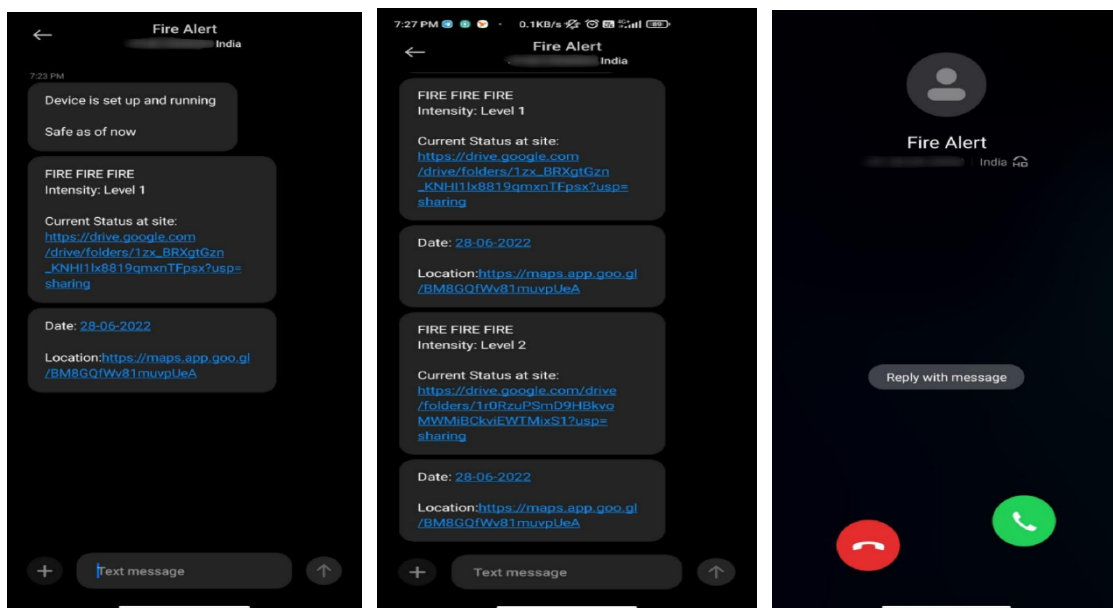 Fire Alert
India
7:23 PM
Device is set up and running
Safe as of now
FIRE FIRE FIRE
Intensity: Level 1
Current Status at site:
https://drive.google.com
/drive/folders/1zx_BRXgtGzn
_KNHI1lx8819qmxnTFpsx?usp=
sharing
Date: 28-06-2022
Location:https://maps.app.goo.gl
/BM8GQfWv81muvpUeA
Text message
7:27 PM
0.1KB/s
4G+
Fire Alert
India
FIRE FIRE FIRE
Intensity: Level 1
Current Status at site:
https://drive.google.com
/drive/folders/1zx_BRXgtGzn
_KNHI1lx8819qmxnTFpsx?usp=
sharing
Date: 28-06-2022
Location:https://maps.app.goo.gl
/BM8GQfWv81muvpUeA
FIRE FIRE FIRE
Intensity: Level 2
Current Status at site:
https://drive.google.com/drive
/folders/1r0RzuPSmD9HBkvo
MWMiBCkviEWTMixS1?usp=
sharing
Date: 28-06-2022
Location:https://maps.app.goo.gl
/BM8GQfWv81muvpUeA
Text message
Fire Alert
India HD
Reply with message